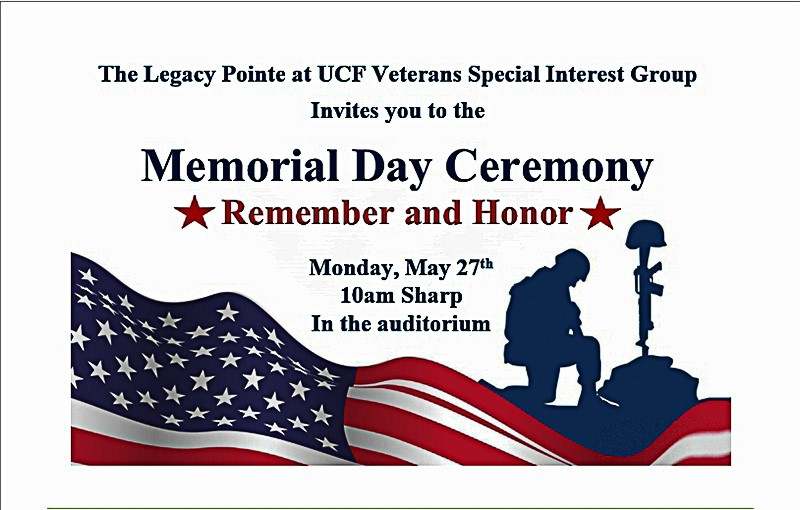 The Legacy Pointe at UCF Veterans Special Interest Group
Invites you to the
Memorial Day Ceremony
Remember and Honor
Monday, May 27th
10am Sharp
In the auditorium